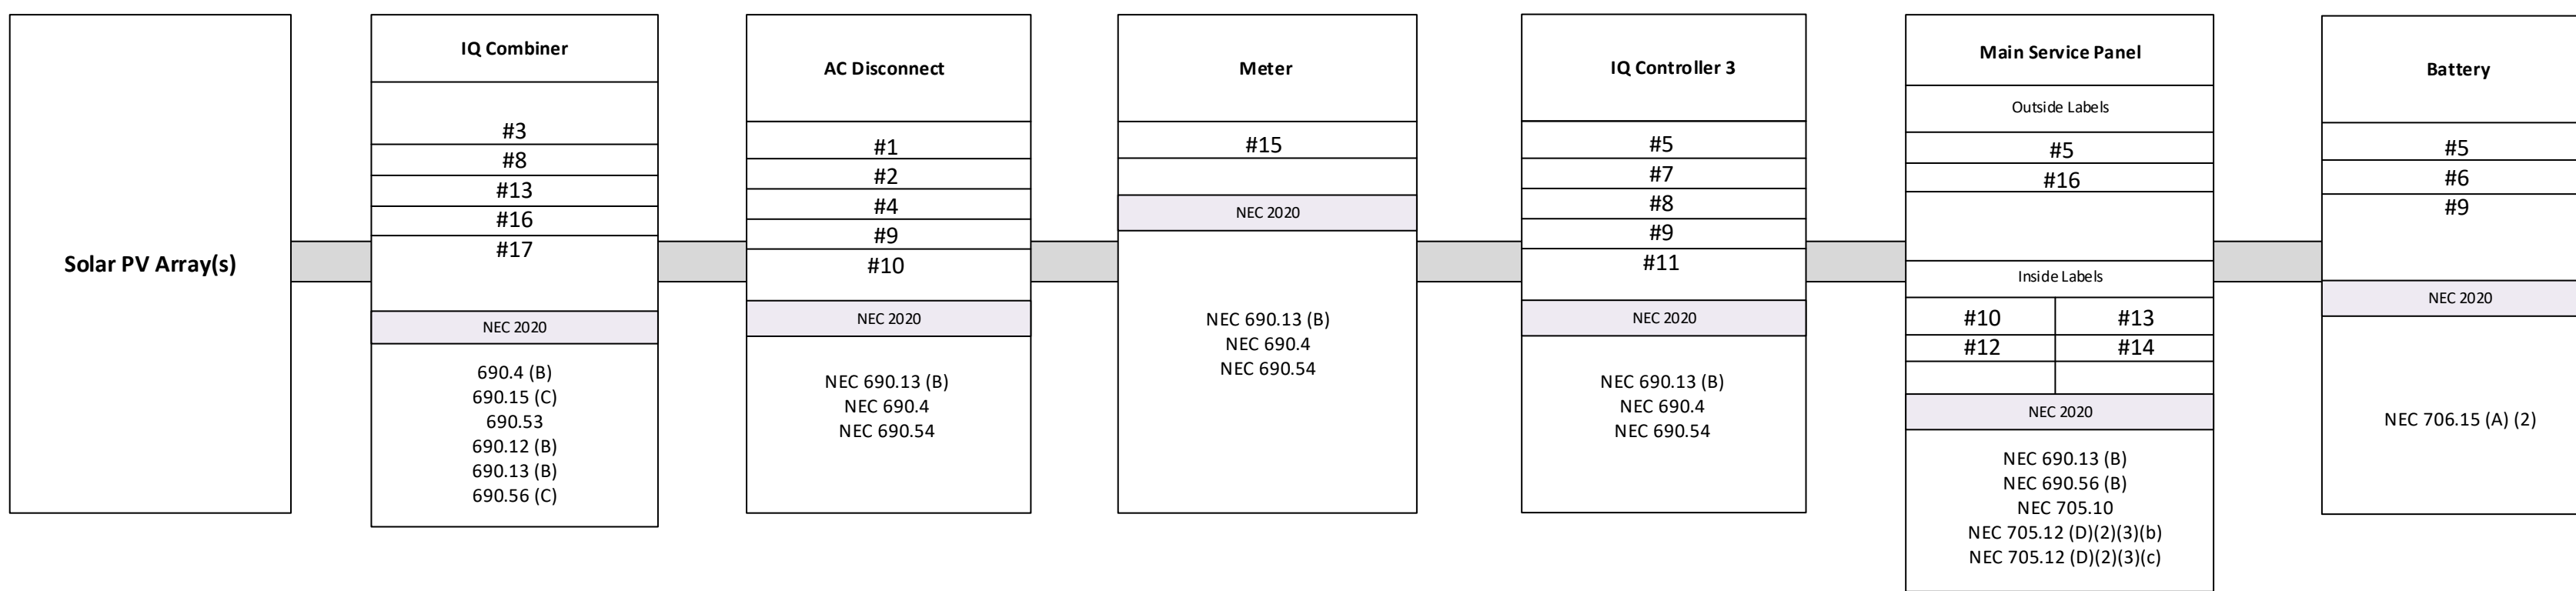 Solar PV Array(s)
IQ Combiner
#3
#8
#13
#16
#17
NEC 2020
690.4 (B)
690.15 (C)
690.53
690.12 (B)
690.13 (B)
690.56 (C)
AC Disconnect
#1
#2
#4
#9
#10
NEC 2020
NEC 690.13 (B)
NEC 690.4
NEC 690.54
Meter
#15
NEC 2020
NEC 690.13 (B)
NEC 690.4
NEC 690.54
IQ Controller 3
#5
#7
#8
#9
#11
NEC 2020
NEC 690.13 (B)
NEC 690.4
NEC 690.54
Main Service Panel
Outside Labels
#5
#16
Inside Labels
#10 #13
#12 #14
NEC 2020
NEC 690.13 (B)
NEC 690.56 (B)
NEC 705.10
NEC 705.12 (D)(2)(3)(b)
NEC 705.12 (D)(2)(3)(c)
Battery
#5
#6
#9
NEC 2020
NEC 706.15 (A) (2)